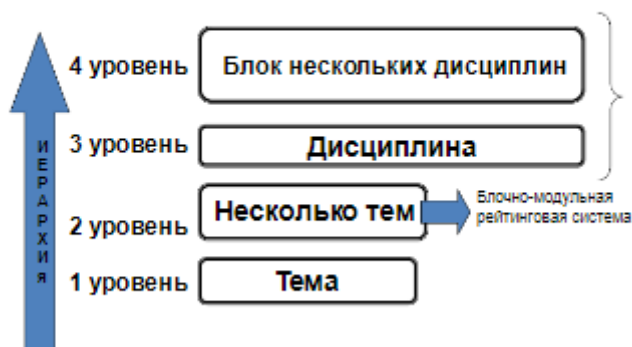 4 уровень
Блок нескольких дисциплин
3 уровень
Дисциплина
2 уровень
Несколько тем
Блочно-модульная
рейтинговая система
1 уровень
Тема
ИЕРАРХИЯ